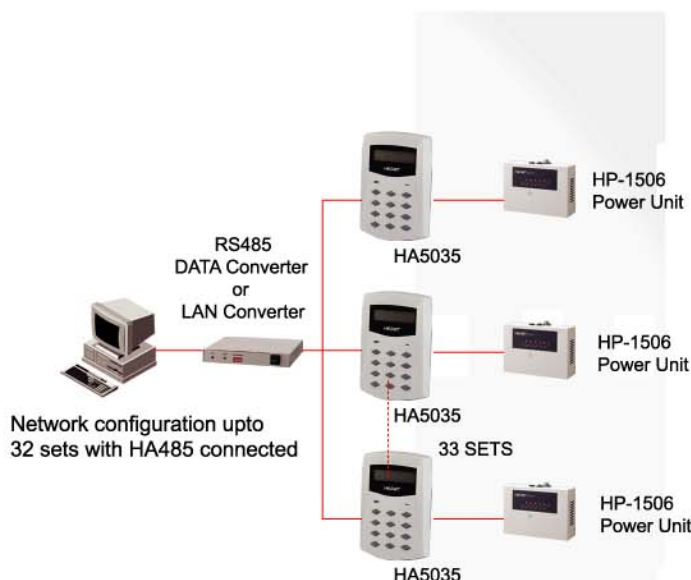 HP-1506
Power Unit
HA5035
RS485
DATA Converter
or
LAN Converter
HP-1506
Power Unit
HA5035
Network configuration upto
32 sets with HA485 connected
33 SETS
HP-1506
Power Unit
HA5035